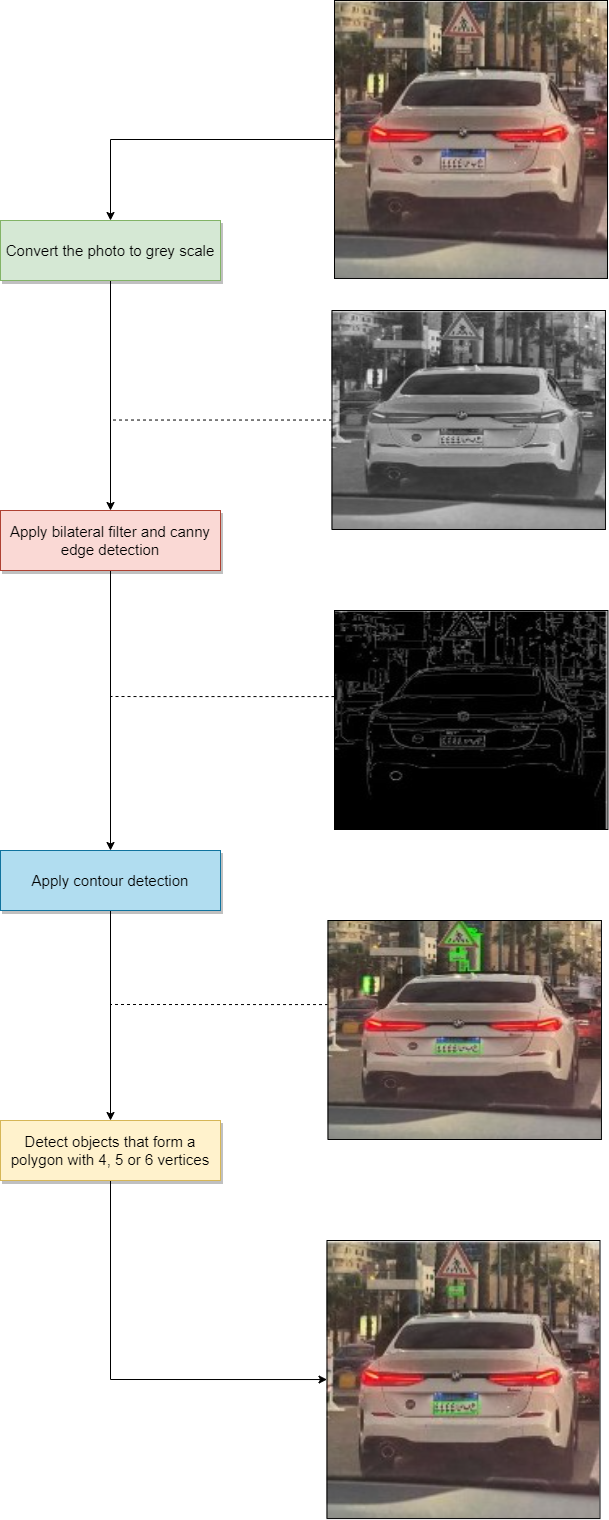 Convert the photo to grey scale
Apply bilateral filter and canny
edge detection
Apply contour detection
Detect objects that form a
polygon with 4, 5 or 6 vertices